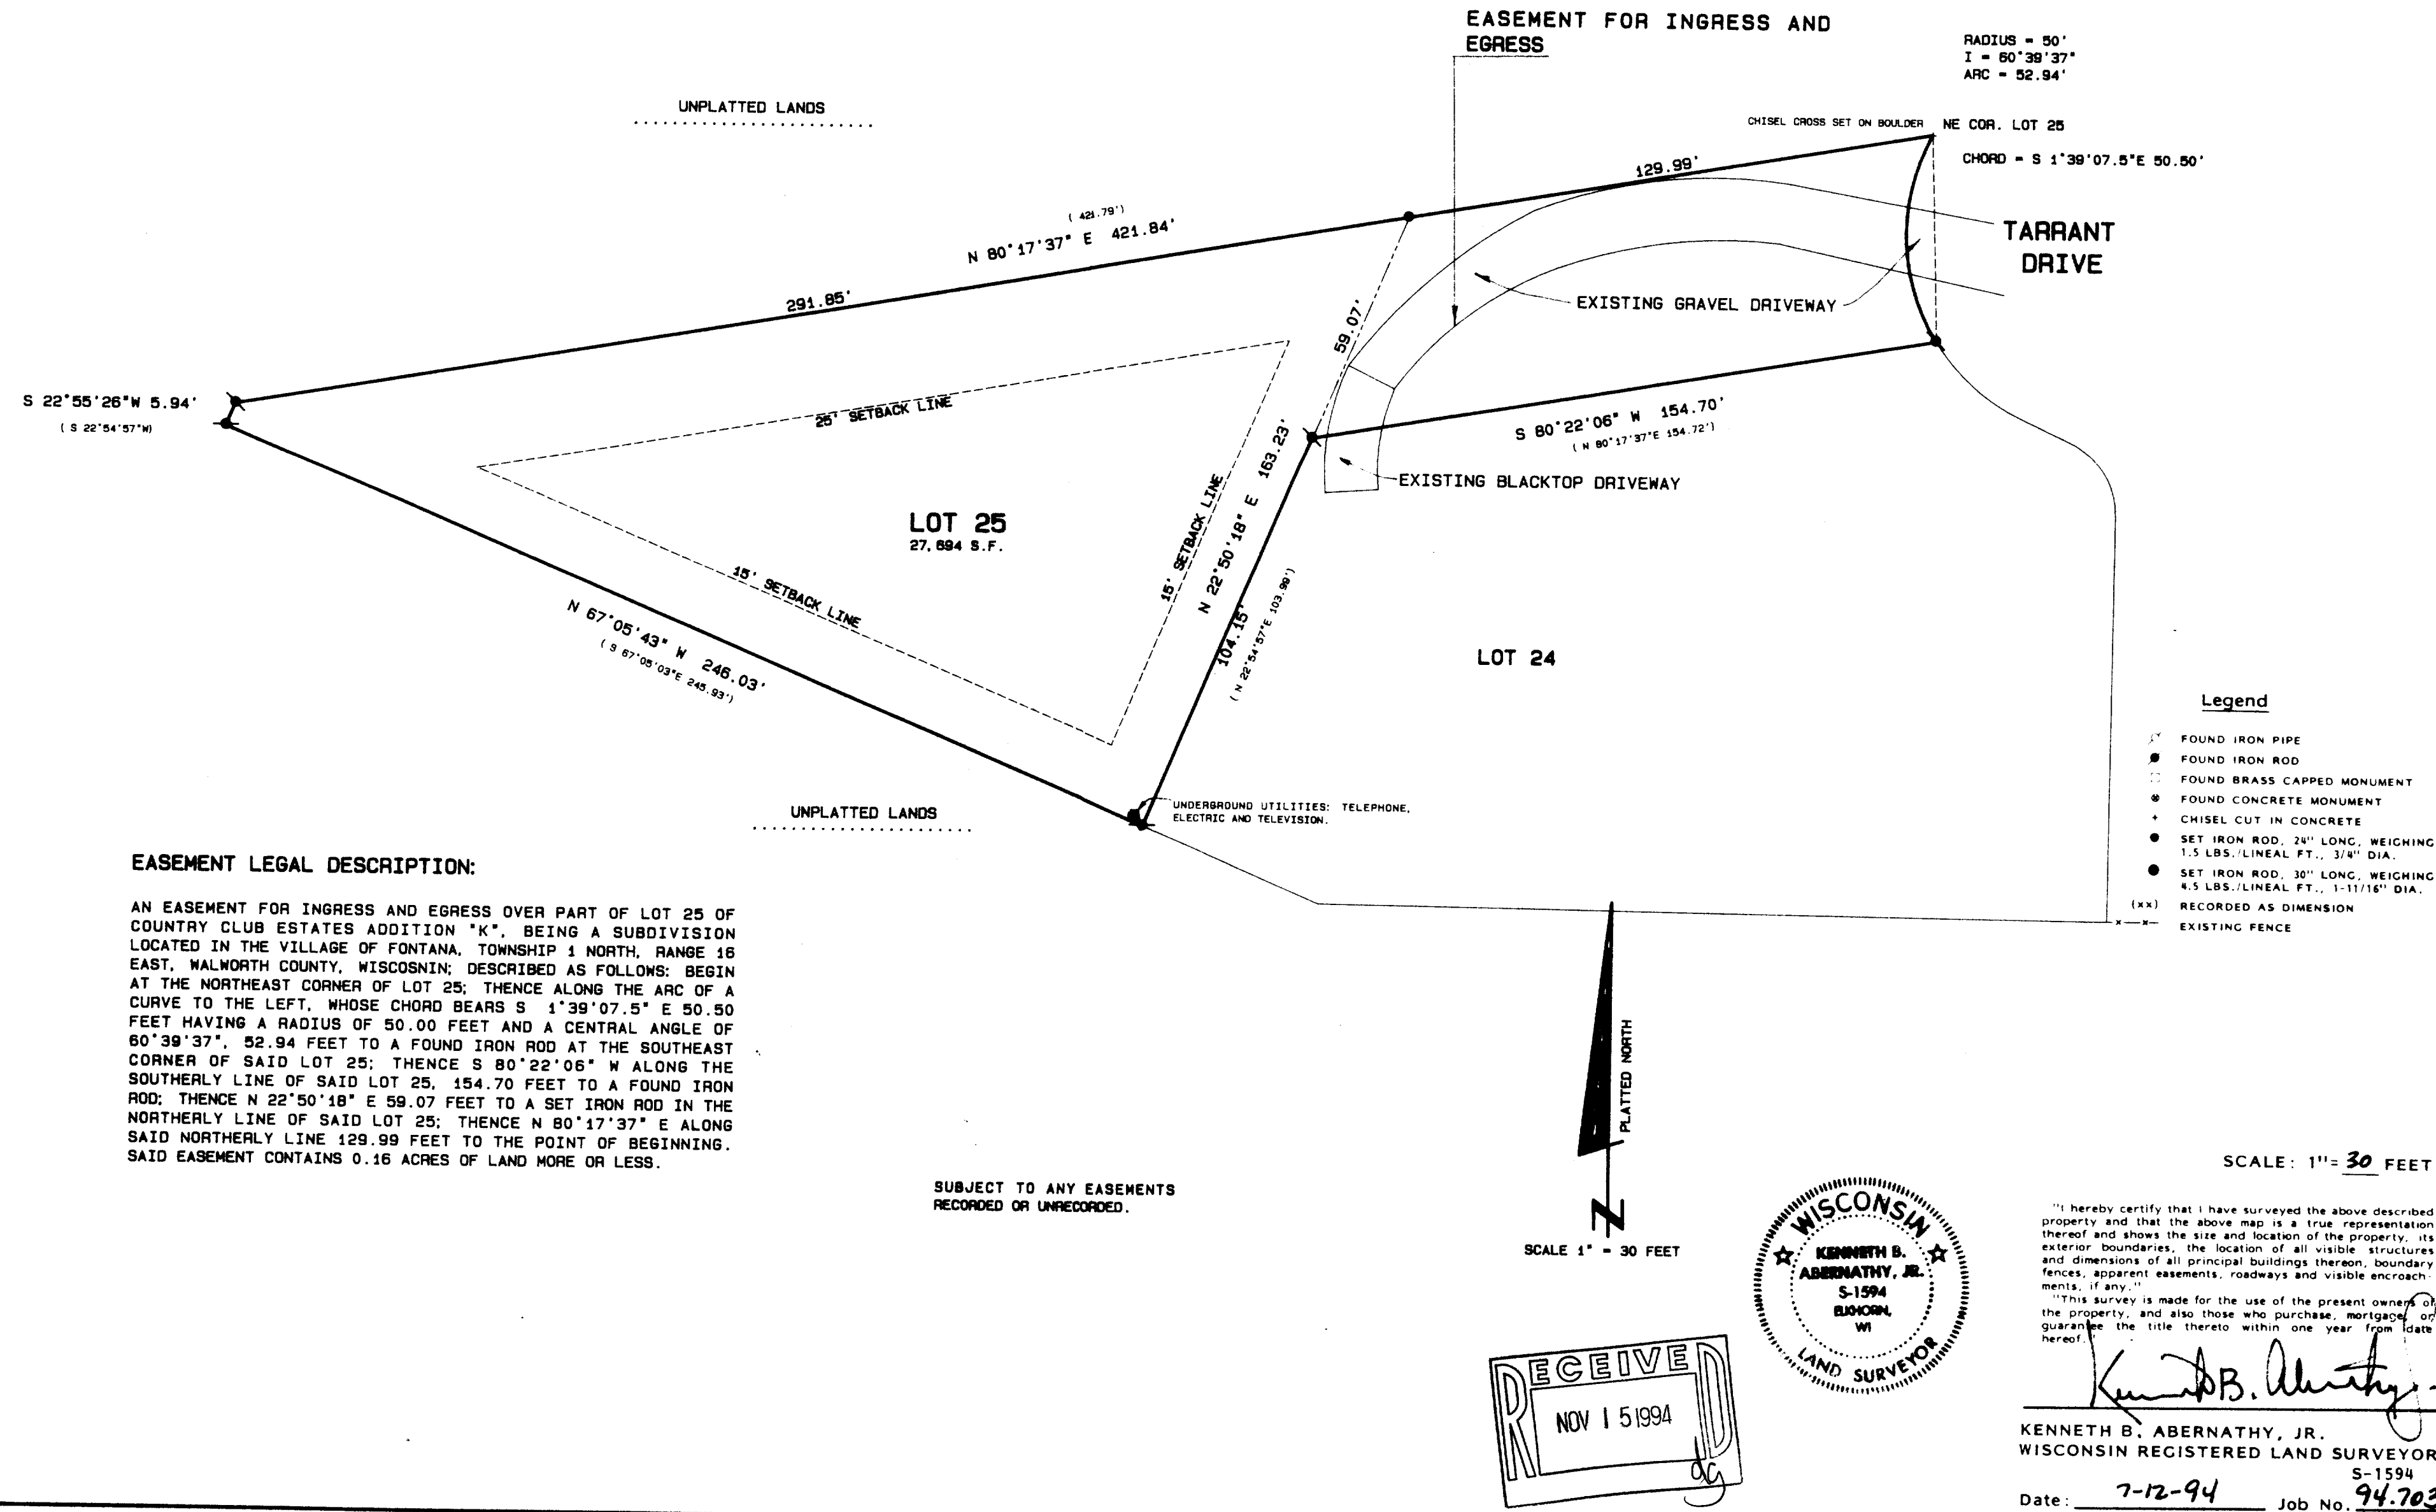 EASEMENT FOR INGRESS AND
EGRESS
RADIUS = 50'
I = 60°39'37"
ARC = 52.94'
UNPLATTED LANDS
CHISEL CROSS SET ON BOULDER
NE COR. LOT 25
CHORD = S 1°39'07.5"E 50.50'
129.99'
(421.79')
N 80°17'37" E 421.84'
TARRANT
DRIVE
291.85'
EXISTING GRAVEL DRIVEWAY
59.07'
S 22°55'26"W 5.94'
(S 22°54'57"W)
25' SETBACK LINE
S 80°22'06" W 154.70'
(N 80°17'37"E 154.72')
EXISTING BLACKTOP DRIVEWAY
N 22°50'18" E 163.23'
15' SETBACK LINE
LOT 25
27,694 S.F.
15' SETBACK LINE
104.15'
(N 22°54'57"E 103.99')
N 67°05'43" W 246.03'
(S 67°05'03"E 245.93')
LOT 24
UNPLATTED LANDS
UNDERGROUND UTILITIES: TELEPHONE,
ELECTRIC AND TELEVISION.
Legend
FOUND IRON PIPE
FOUND IRON ROD
FOUND BRASS CAPPED MONUMENT
FOUND CONCRETE MONUMENT
CHISEL CUT IN CONCRETE
SET IRON ROD, 24" LONG, WEIGHING
1.5 LBS./LINEAL FT., 3/4" DIA.
SET IRON ROD, 30" LONG, WEIGHING
4.5 LBS./LINEAL FT., 1-11/16" DIA.
(xx) RECORDED AS DIMENSION
x—x— EXISTING FENCE
EASEMENT LEGAL DESCRIPTION:
AN EASEMENT FOR INGRESS AND EGRESS OVER PART OF LOT 25 OF
COUNTRY CLUB ESTATES ADDITION "K", BEING A SUBDIVISION
LOCATED IN THE VILLAGE OF FONTANA, TOWNSHIP 1 NORTH, RANGE 16
EAST, WALWORTH COUNTY, WISCOSNIN; DESCRIBED AS FOLLOWS: BEGIN
AT THE NORTHEAST CORNER OF LOT 25; THENCE ALONG THE ARC OF A
CURVE TO THE LEFT, WHOSE CHORD BEARS S 1°39'07.5" E 50.50
FEET HAVING A RADIUS OF 50.00 FEET AND A CENTRAL ANGLE OF
60°39'37", 52.94 FEET TO A FOUND IRON ROD AT THE SOUTHEAST
CORNER OF SAID LOT 25; THENCE S 80°22'06" W ALONG THE
SOUTHERLY LINE OF SAID LOT 25, 154.70 FEET TO A FOUND IRON
ROD; THENCE N 22°50'18" E 59.07 FEET TO A SET IRON ROD IN THE
NORTHERLY LINE OF SAID LOT 25; THENCE N 80°17'37" E ALONG
SAID NORTHERLY LINE 129.99 FEET TO THE POINT OF BEGINNING.
SAID EASEMENT CONTAINS 0.16 ACRES OF LAND MORE OR LESS.
SUBJECT TO ANY EASEMENTS
RECORDED OR UNRECORDED.
PLATTED NORTH
N
SCALE 1" = 30 FEET
SCALE: 1"= 30 FEET
WISCONSIN
KENNETH B.
ABERNATHY, JR.
S-1594
ELKHORN,
WI
LAND SURVEYOR
"I hereby certify that I have surveyed the above described
property and that the above map is a true representation
thereof and shows the size and location of the property, its
exterior boundaries, the location of all visible structures
and dimensions of all principal buildings thereon, boundary
fences, apparent easements, roadways and visible encroach-
ments, if any."
"This survey is made for the use of the present owners of
the property, and also those who purchase, mortgage, or
guarantee the title thereto within one year from date
hereof.
Kenneth B. Abernathy
RECEIVED
NOV 15 1994
dg
KENNETH B. ABERNATHY, JR.
WISCONSIN REGISTERED LAND SURVEYOR
S-1594
Date: 7-12-94 Job No. 94.703